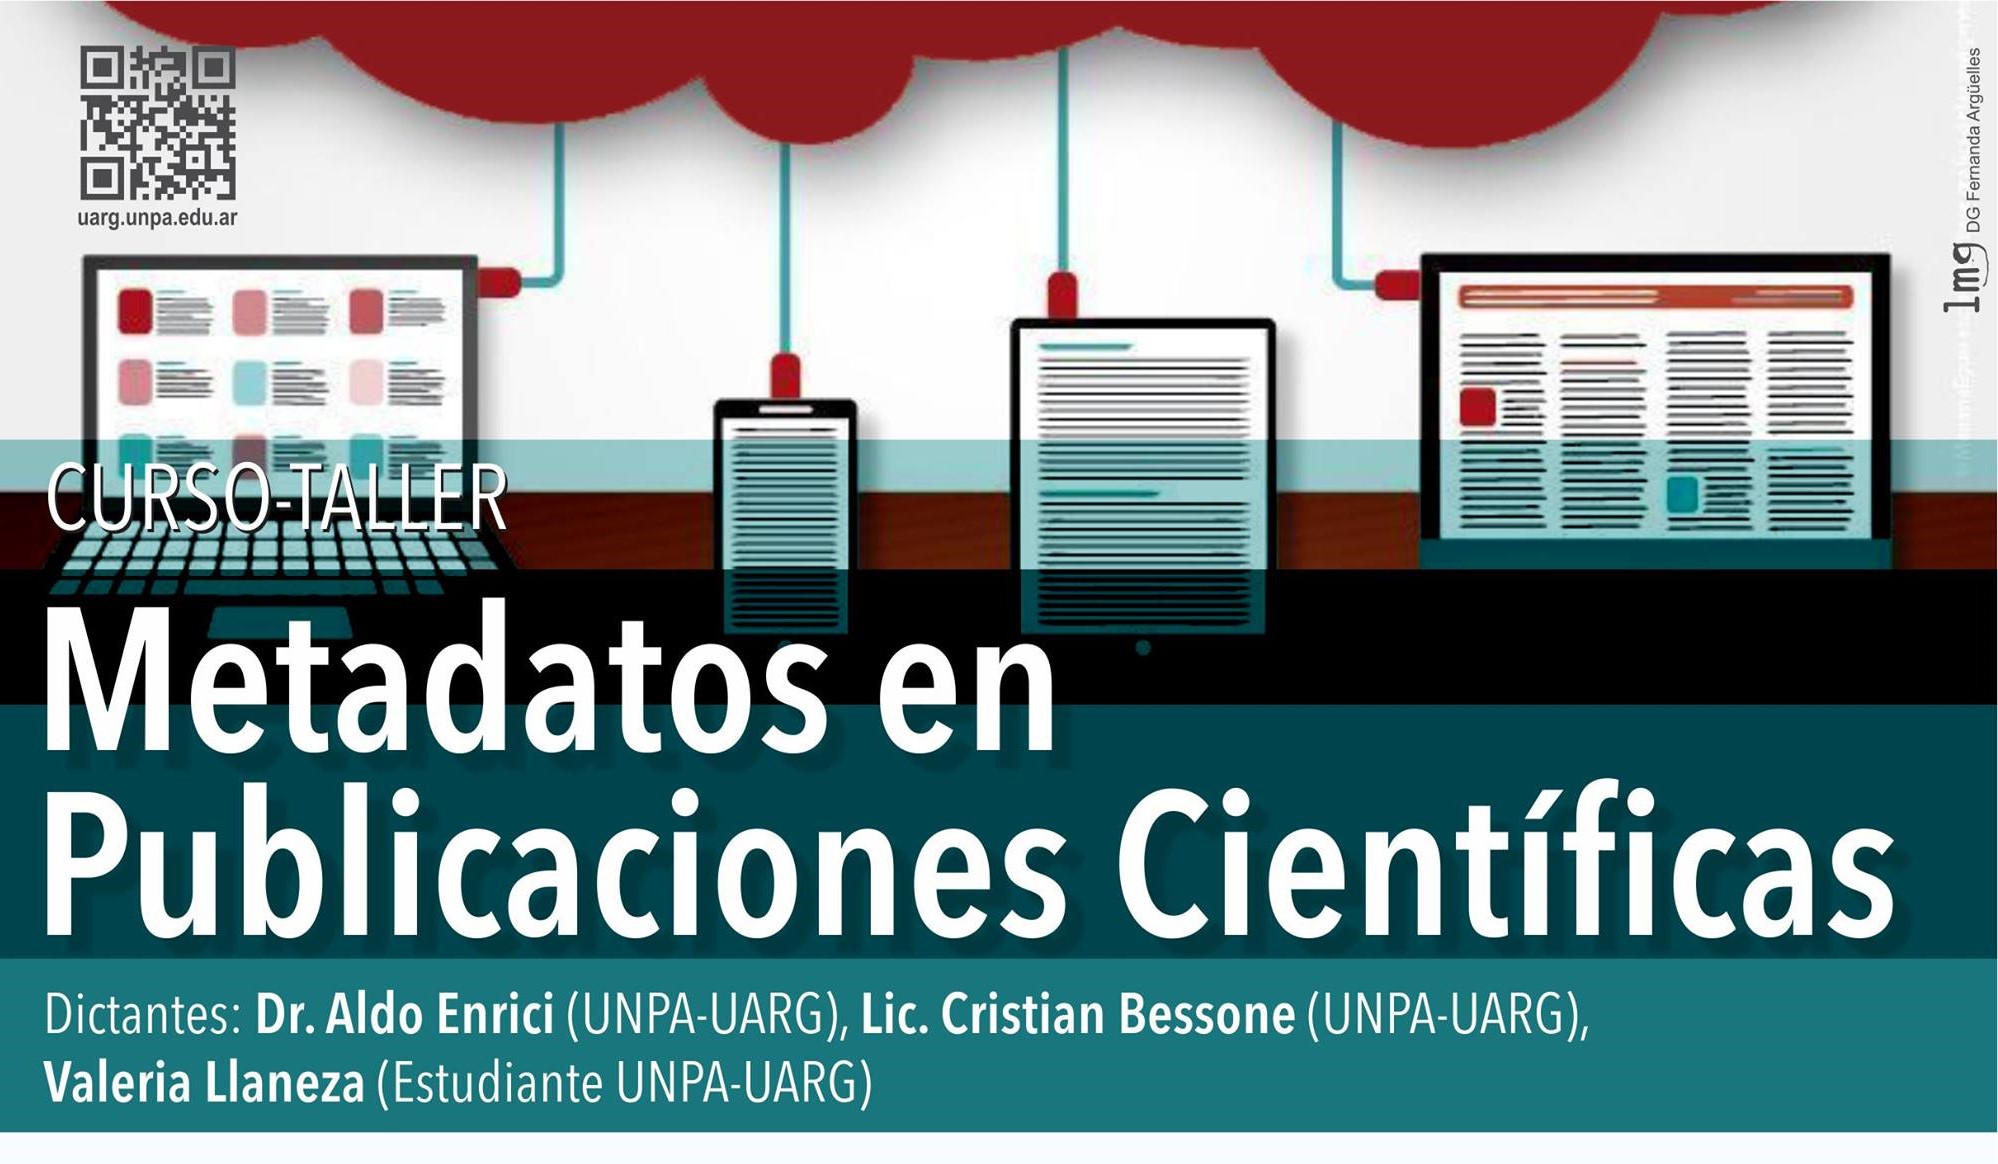 uarg.unpa.edu.ar
lmg DG Fernanda Argüelles
CURSO-TALLER
Metadatos en
Publicaciones Científicas
Dictantes: Dr. Aldo Enrici (UNPA-UARG), Lic. Cristian Bessone (UNPA-UARG),
Valeria Llaneza (Estudiante UNPA-UARG)